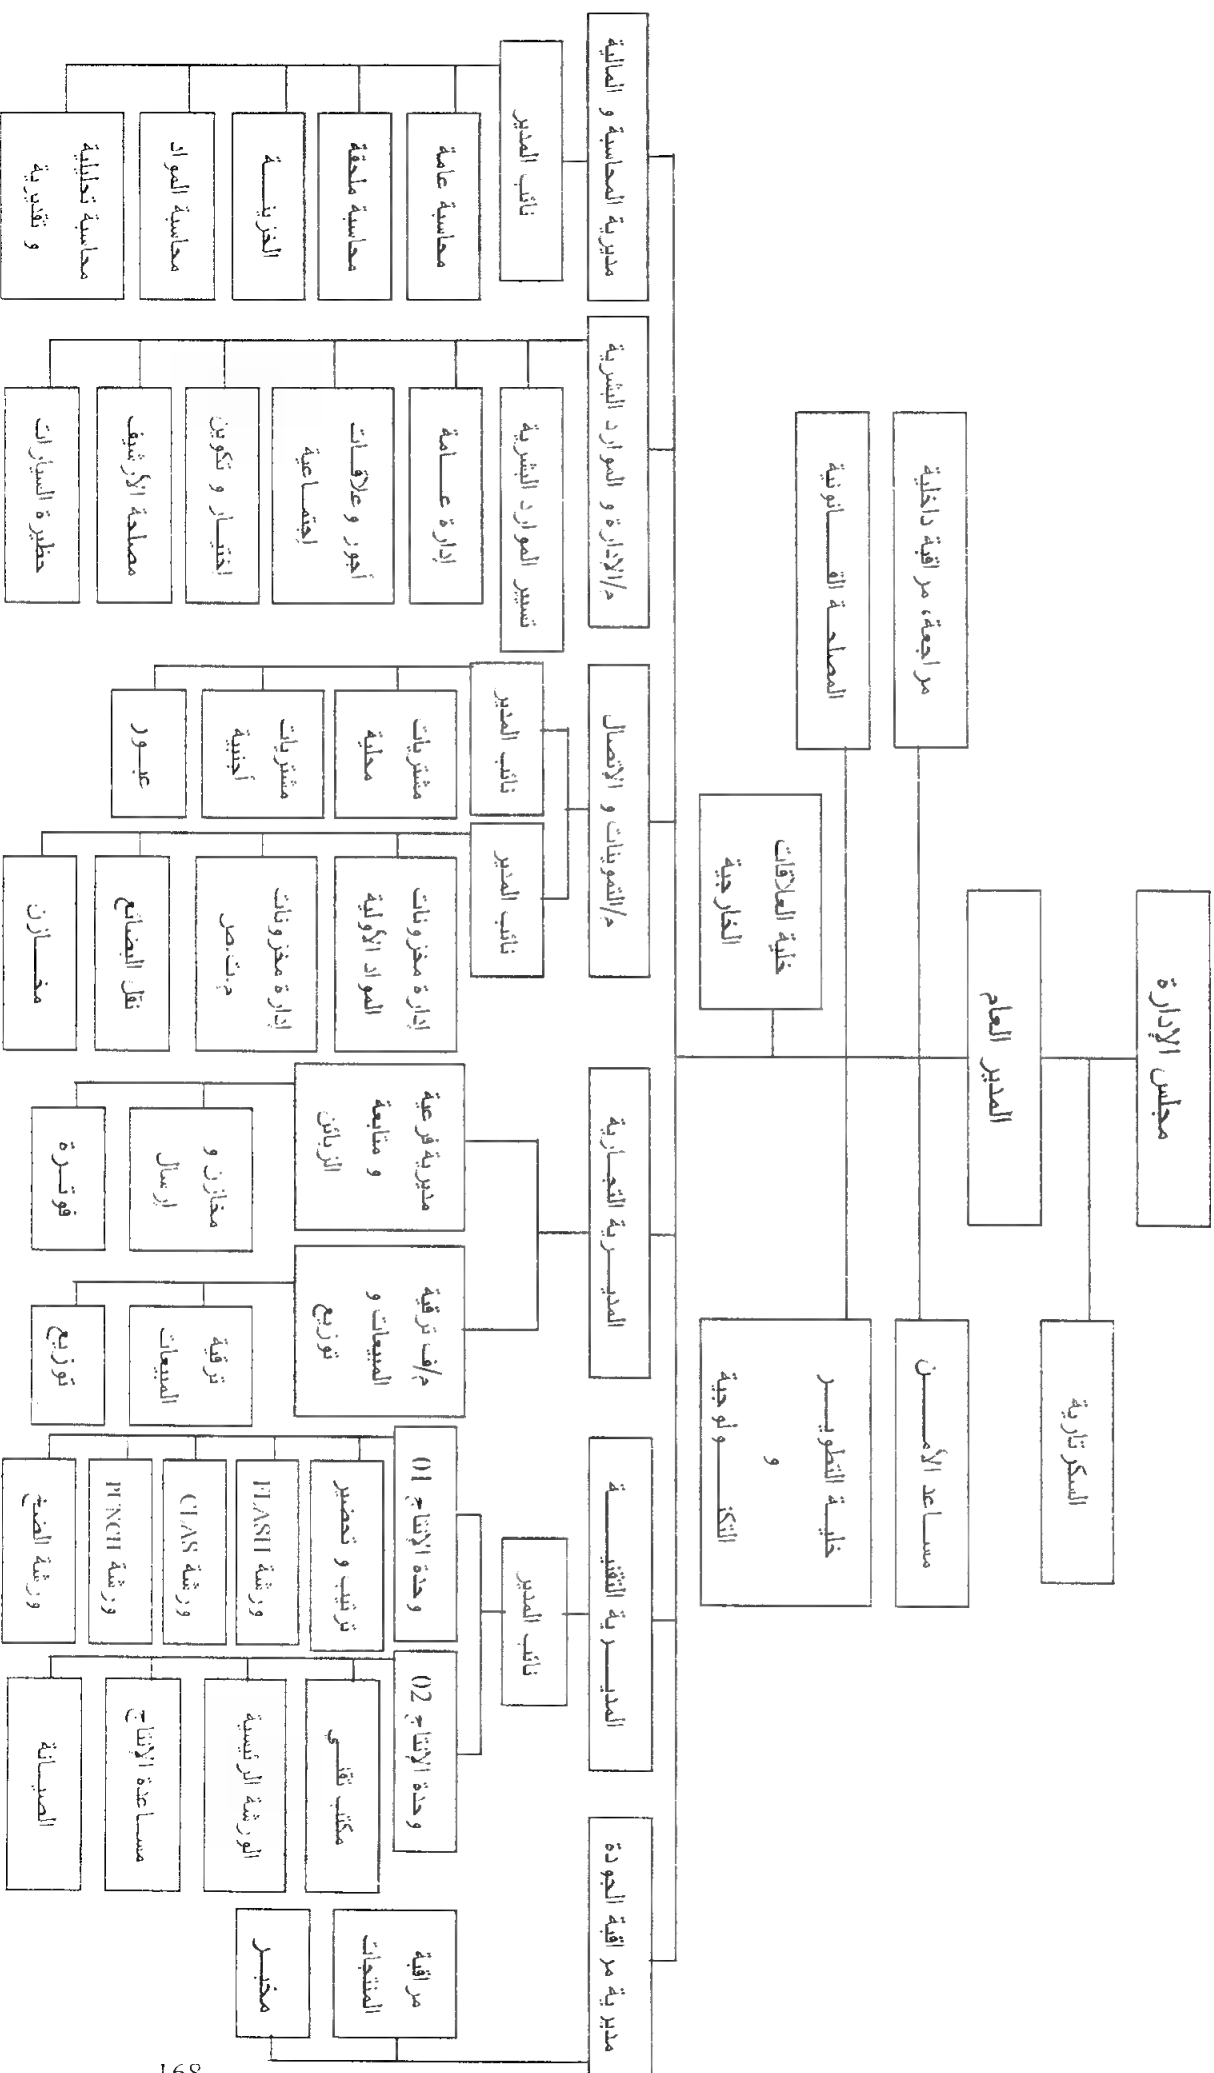 مجلس الإدارة
السكرتارية
المدير العام
مراجعة، مراقبة داخلية
مساعد الأمن
المصلحة القانونية
خلية التطوير
و
التكنولوجية
خلية العلاقات
الخارجية
مديرية المحاسبة و المالية
م/الإدارة و الموارد البشرية
م/التموينات و الإتصال
المديرية التجارية
المديرية التقنية
مديرية مراقبة الجودة
نائب المدير
محاسبة عامة
محاسبة ملحقة
الخزينة
محاسبة المواد
محاسبة تحليلية
و تقديرية
تسيير الموارد البشرية
إدارة عامة
أجور وعلاقات
إجتماعية
اختيار و تكوين
مصلحة الأرشيف
حظيرة السيارات
نائب المدير
مشتريات
محلية
مشتريات
أجنبية
عبور
نائب المدير
إدارة مخزونات
المواد الأولية
إدارة مخزونات
م.ت.ص
نقل البضائع
مخازن
مديرية فرعية
و متابعة
الزبائن
مخازن و
إرسال
فوترة
م/ف ترقية
المبيعات و
توزيع
ترقية
المبيعات
توزيع
نائب المدير
وحدة الإنتاج 01
ترتيب و تحضير
ورشة FLASH
ورشة CLAS
ورشة PUNCH
ورشة الضخ
وحدة الإنتاج 02
مكتب تقني
الورشة الرئيسية
مساعدة الإنتاج
الصيانة
مراقبة
المنتجات
مخبر
168